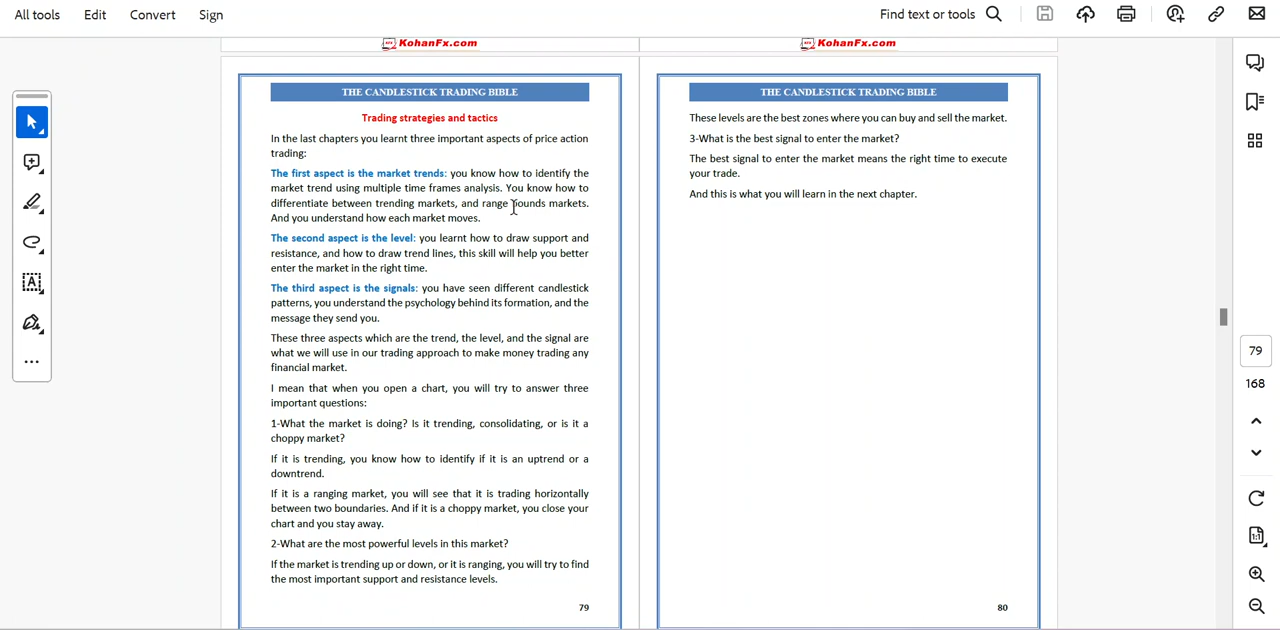 All tools Edit Convert Sign Find text or tools
KohanFx.com
KohanFx.com
THE CANDLESTICK TRADING BIBLE
Trading strategies and tactics
In the last chapters you learnt three important aspects of price action
trading:
The first aspect is the market trends: you know how to identify the
market trend using multiple time frames analysis. You know how to
differentiate between trending markets, and range bounds markets.
And you understand how each market moves.
The second aspect is the level: you learnt how to draw support and
resistance, and how to draw trend lines, this skill will help you better
enter the market in the right time.
The third aspect is the signals: you have seen different candlestick
patterns, you understand the psychology behind its formation, and the
message they send you.
These three aspects which are the trend, the level, and the signal are
what we will use in our trading approach to make money trading any
financial market.
I mean that when you open a chart, you will try to answer three
important questions:
1-What the market is doing? Is it trending, consolidating, or is it a
choppy market?
If it is trending, you know how to identify if it is an uptrend or a
downtrend.
If it is a ranging market, you will see that it is trading horizontally
between two boundaries. And if it is a choppy market, you close your
chart and you stay away.
2-What are the most powerful levels in this market?
If the market is trending up or down, or it is ranging, you will try to find
the most important support and resistance levels.
79
THE CANDLESTICK TRADING BIBLE
These levels are the best zones where you can buy and sell the market.
3-What is the best signal to enter the market?
The best signal to enter the market means the right time to execute
your trade.
And this is what you will learn in the next chapter.
80
79
168
1:1